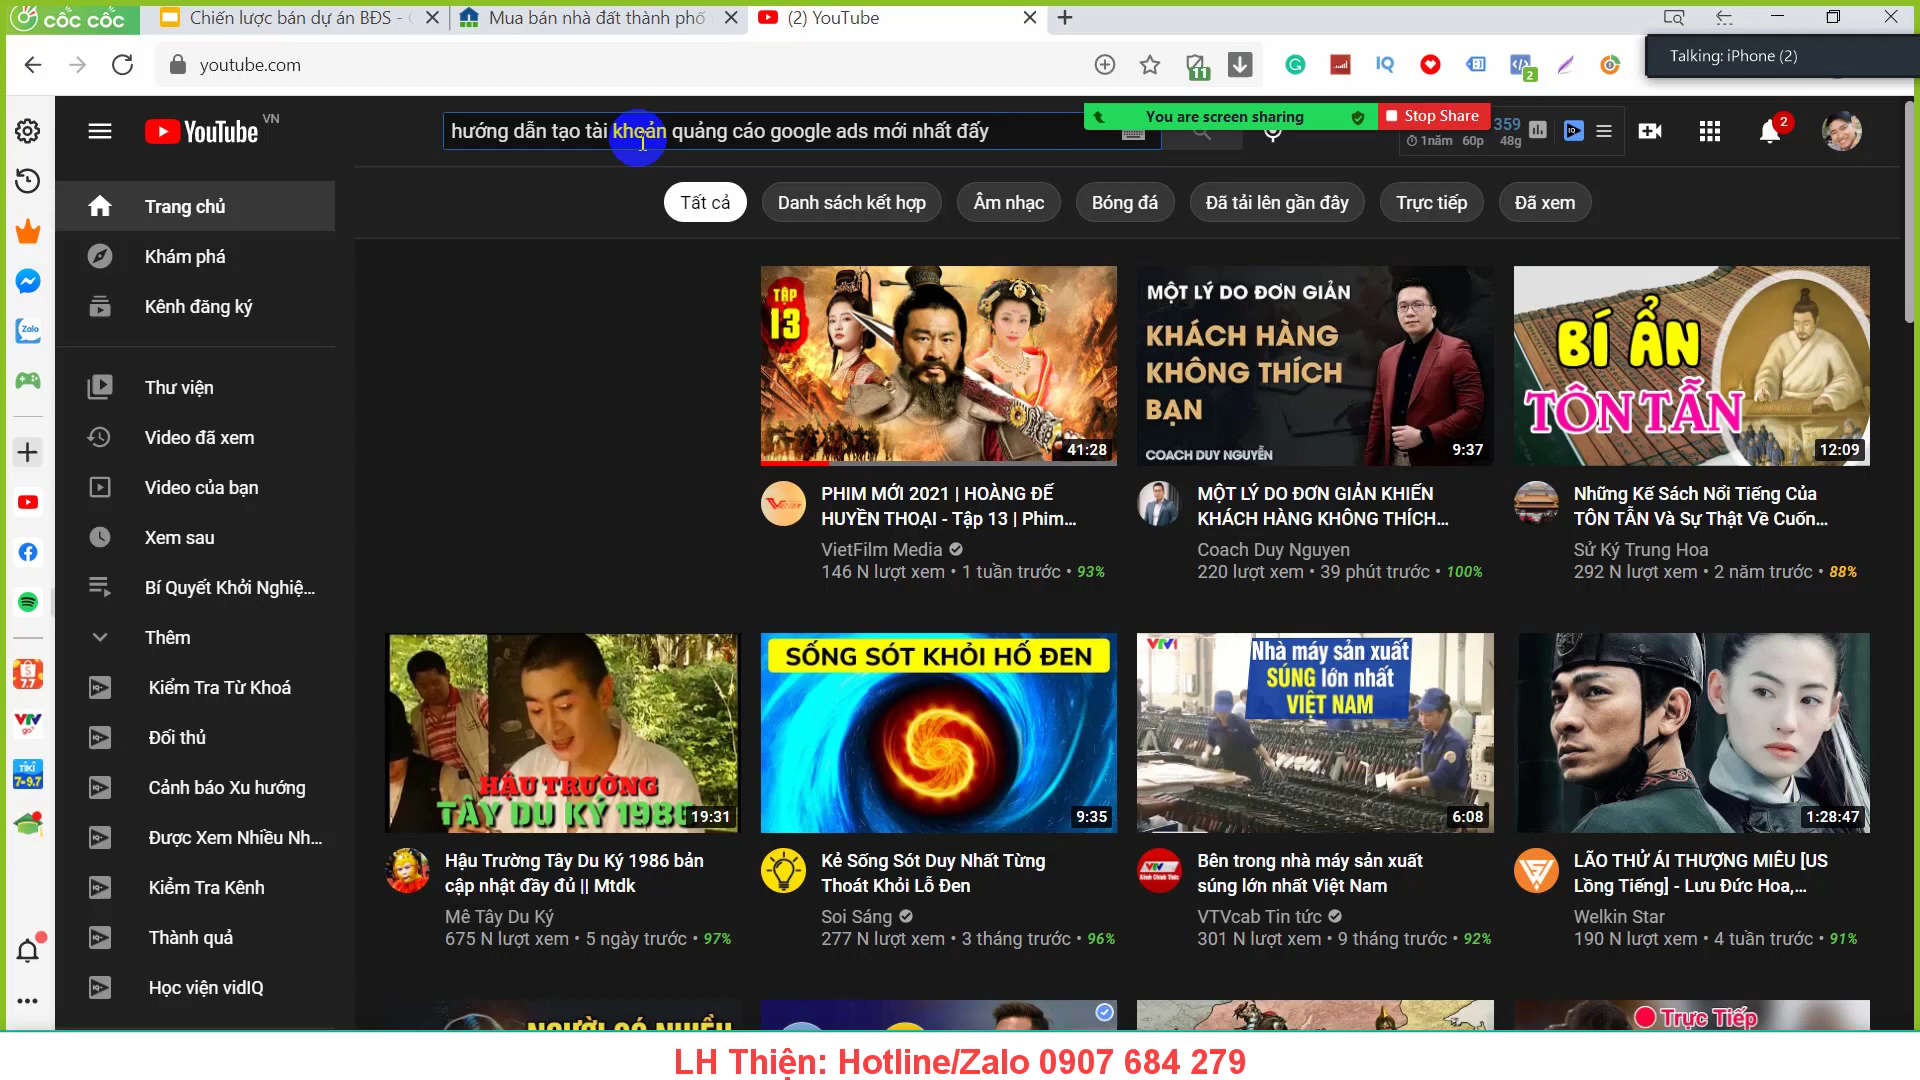 cốc cốc
Chiến lược bán dự án BĐS -
Mua bán nhà đất thành phố
(2) YouTube
youtube.com
11
IQ
2
Talking: iPhone (2)
YouTube VN
hướng dẫn tạo tài khoản quảng cáo google ads mới nhất đấy
You are screen sharing
Stop Share
359
1năm 60p 48g
2
Trang chủ
Khám phá
Kênh đăng ký
Thư viện
Video đã xem
Video của bạn
Xem sau
Bí Quyết Khởi Nghiệ...
Thêm
Kiểm Tra Từ Khoá
Đối thủ
Cảnh báo Xu hướng
Được Xem Nhiều Nh...
Kiểm Tra Kênh
Thành quả
Học viện vidIQ
Zalo
7.7
VTV
go
TIKI
Tất cả
Danh sách kết hợp
Âm nhạc
Bóng đá
Đã tải lên gần đây
Trực tiếp
Đã xem
TẬP
13
41:28
PHIM MỚI 2021 | HOÀNG ĐẾ
HUYỀN THOẠI - Tập 13 | Phim...
VietFilm Media
146 N lượt xem • 1 tuần trước • 93%
MỘT LÝ DO ĐƠN GIẢN
KHÁCH HÀNG
KHÔNG THÍCH
BẠN
COACH DUY NGUYỄN
9:37
MỘT LÝ DO ĐƠN GIẢN KHIẾN
KHÁCH HÀNG KHÔNG THÍCH...
Coach Duy Nguyen
220 lượt xem • 39 phút trước • 100%
BÍ ẨN
TÔN TẪN
12:09
Những Kế Sách Nổi Tiếng Của
TÔN TẪN Và Sự Thật Về Cuốn...
Sử Ký Trung Hoa
292 N lượt xem • 2 năm trước • 88%
HẬU TRƯỜNG
TÂY DU KÝ 1986
19:31
Hậu Trường Tây Du Ký 1986 bản
cập nhật đầy đủ || Mtdk
Mê Tây Du Ký
675 N lượt xem • 5 ngày trước • 97%
SỐNG SÓT KHỎI HỐ ĐEN
9:35
Kẻ Sống Sót Duy Nhất Từng
Thoát Khỏi Lỗ Đen
Soi Sáng
277 N lượt xem • 3 tháng trước • 96%
VTV1
Nhà máy sản xuất
SÚNG lớn nhất
VIỆT NAM
6:08
Bên trong nhà máy sản xuất
súng lớn nhất Việt Nam
VTVcab Tin tức
301 N lượt xem • 9 tháng trước • 92%
1:28:47
LÃO THỬ ÁI THƯỢNG MIÊU [US
Lồng Tiếng] - Lưu Đức Hoa,...
Welkin Star
190 N lượt xem • 4 tuần trước • 91%
NGƯỜI CÓ NHIỀU
Trực Tiếp
LH Thiện: Hotline/Zalo 0907 684 279